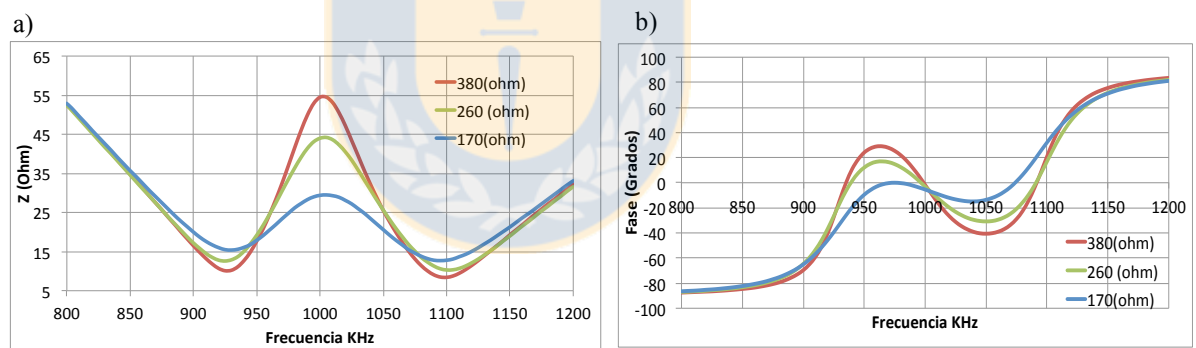 a)
65
55
45
35
25
15
5
Z (Ohm)
380(ohm)
260 (ohm)
170(ohm)
800 850 900 950 1000 1050 1100 1150 1200
Frecuencia KHz
b)
100
80
60
40
20
0
-20
-40
-60
-80
-100
Fase (Grados)
800 850 900 950 1000 1050 1100 1150 1200
380(ohm)
260 (ohm)
170(ohm)
Frecuencia KHz